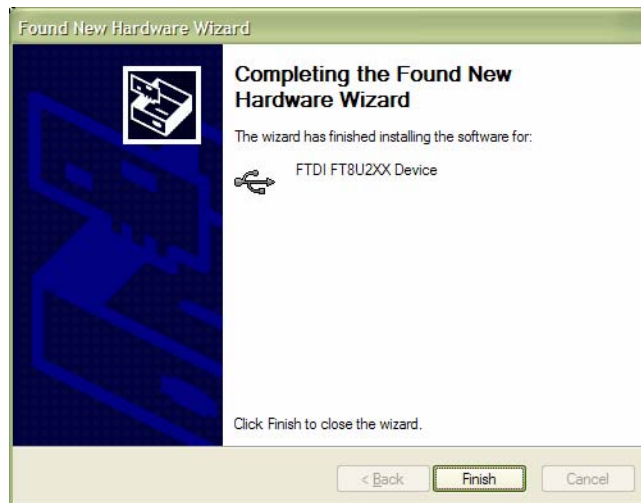 Found New Hardware Wizard
Completing the Found New
Hardware Wizard
The wizard has finished installing the software for:
FTDI FT8U2XX Device
Click Finish to close the wizard.
< Back
Finish
Cancel